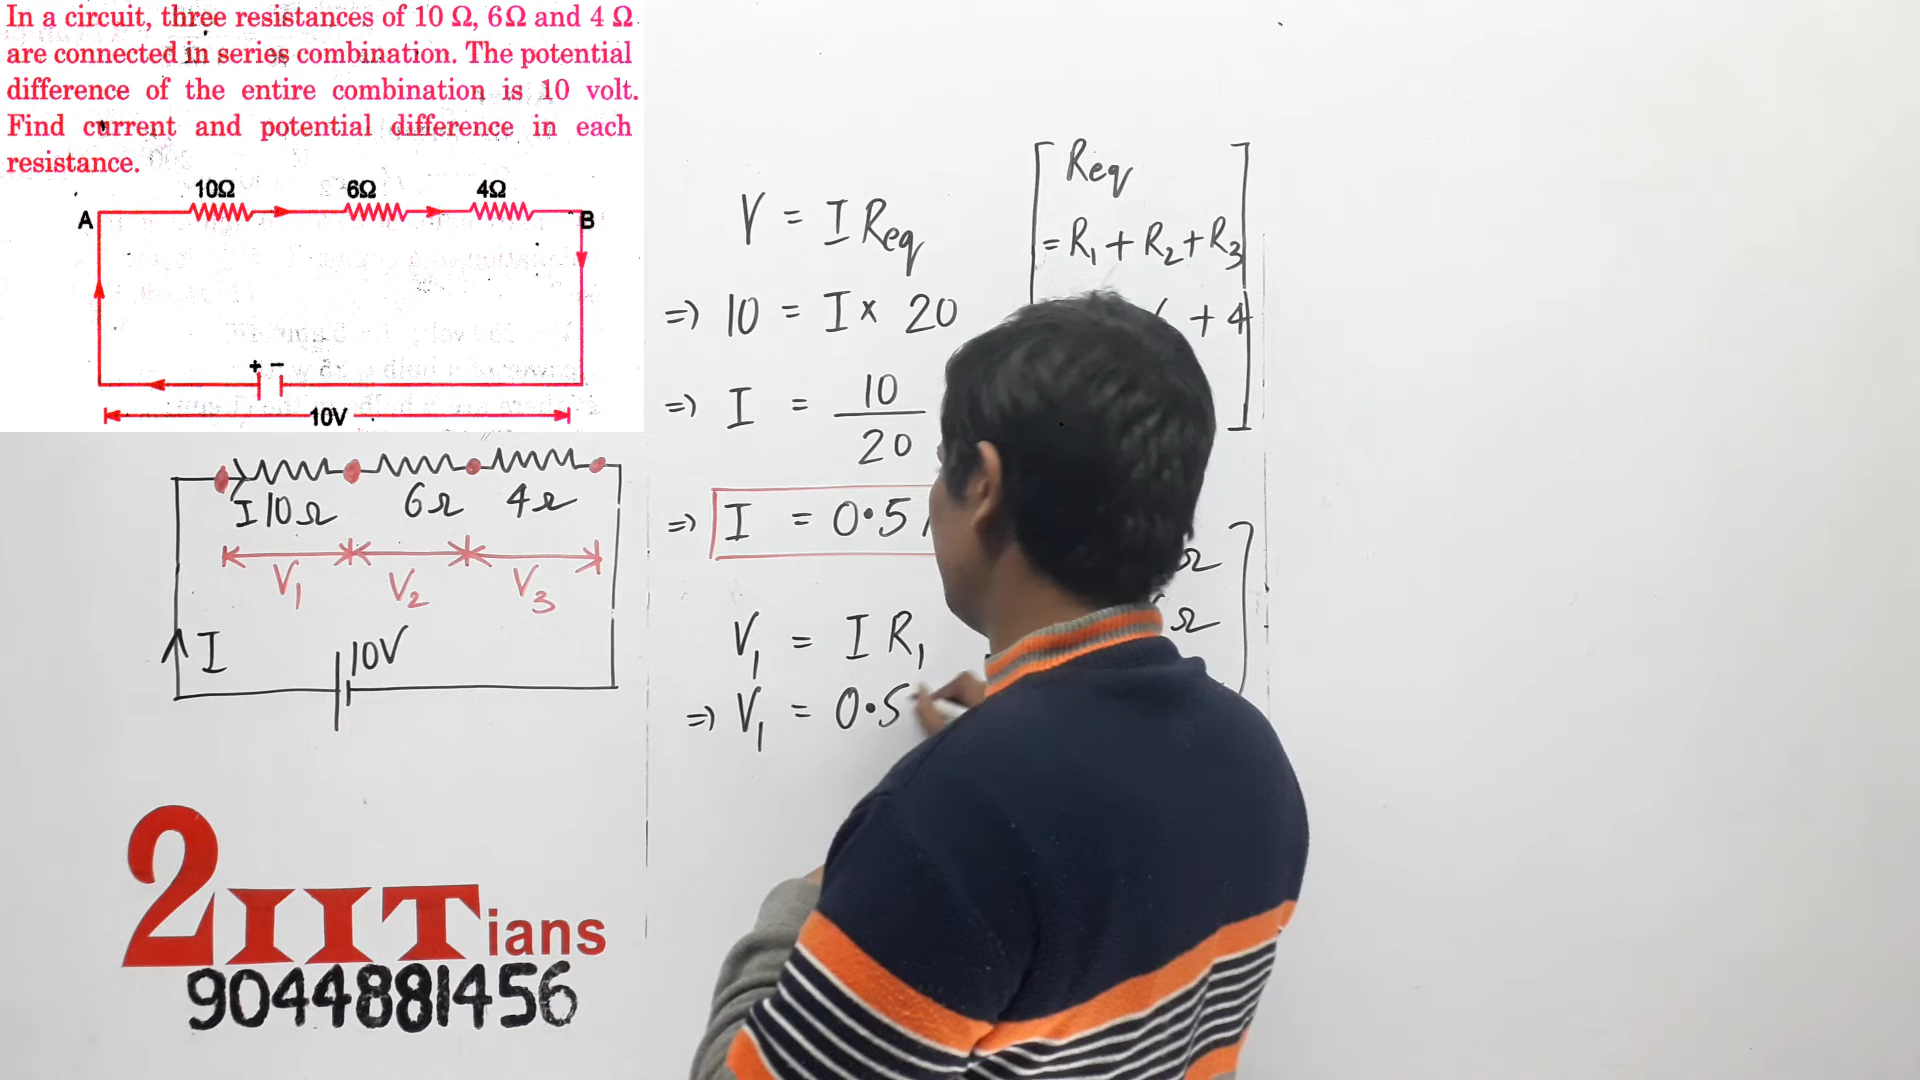 In a circuit, three resistances of 10 Ω, 6Ω and 4 Ω
are connected in series combination. The potential
difference of the entire combination is 10 volt.
Find current and potential difference in each
resistance.
10Ω 6Ω 4Ω
A B
+ −
10V
I 10Ω 6Ω 4Ω
V₁ V₂ V₃
I 10V
2IITians
9044881456
V = I Req
⇒ 10 = I × 20
⇒ I = 10/20
⇒ I = 0.5
V₁ = I R₁
⇒ V₁ = 0.5
Req
= R₁ + R₂ + R₃
+ 4
Ω
Ω